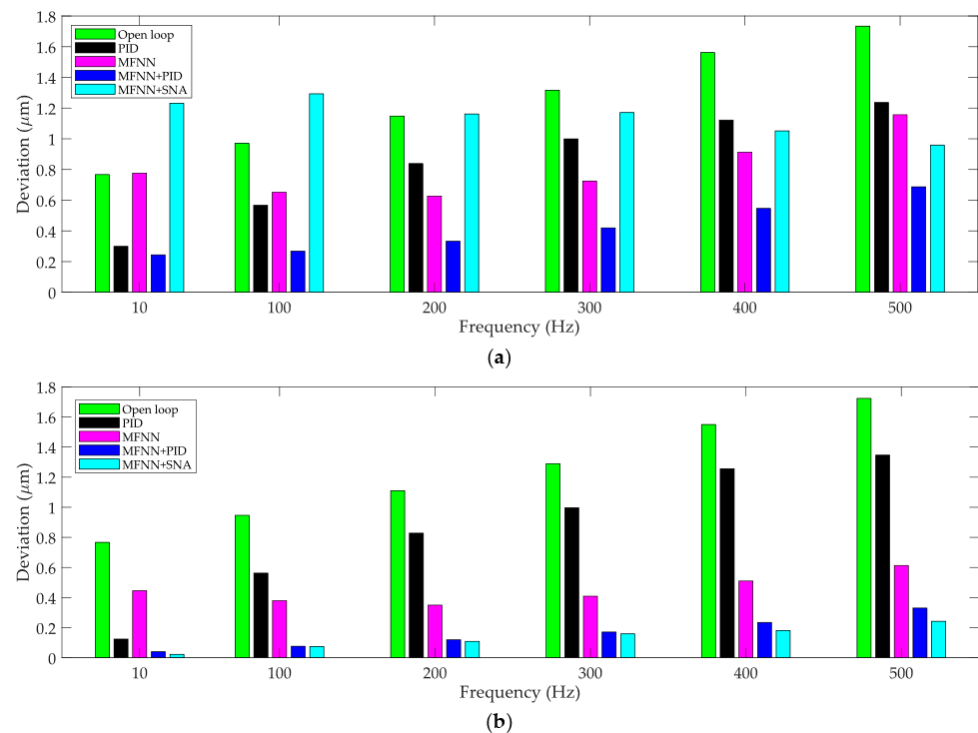 1.8
1.6
1.4
1.2
1
0.8
0.6
0.4
0.2
0
Deviation (μm)
Open loop
PID
MFNN
MFNN+PID
MFNN+SNA
10 100 200 300 400 500
Frequency (Hz)
(a)
1.8
1.6
1.4
1.2
1
0.8
0.6
0.4
0.2
0
Deviation (μm)
Open loop
PID
MFNN
MFNN+PID
MFNN+SNA
10 100 200 300 400 500
Frequency (Hz)
(b)